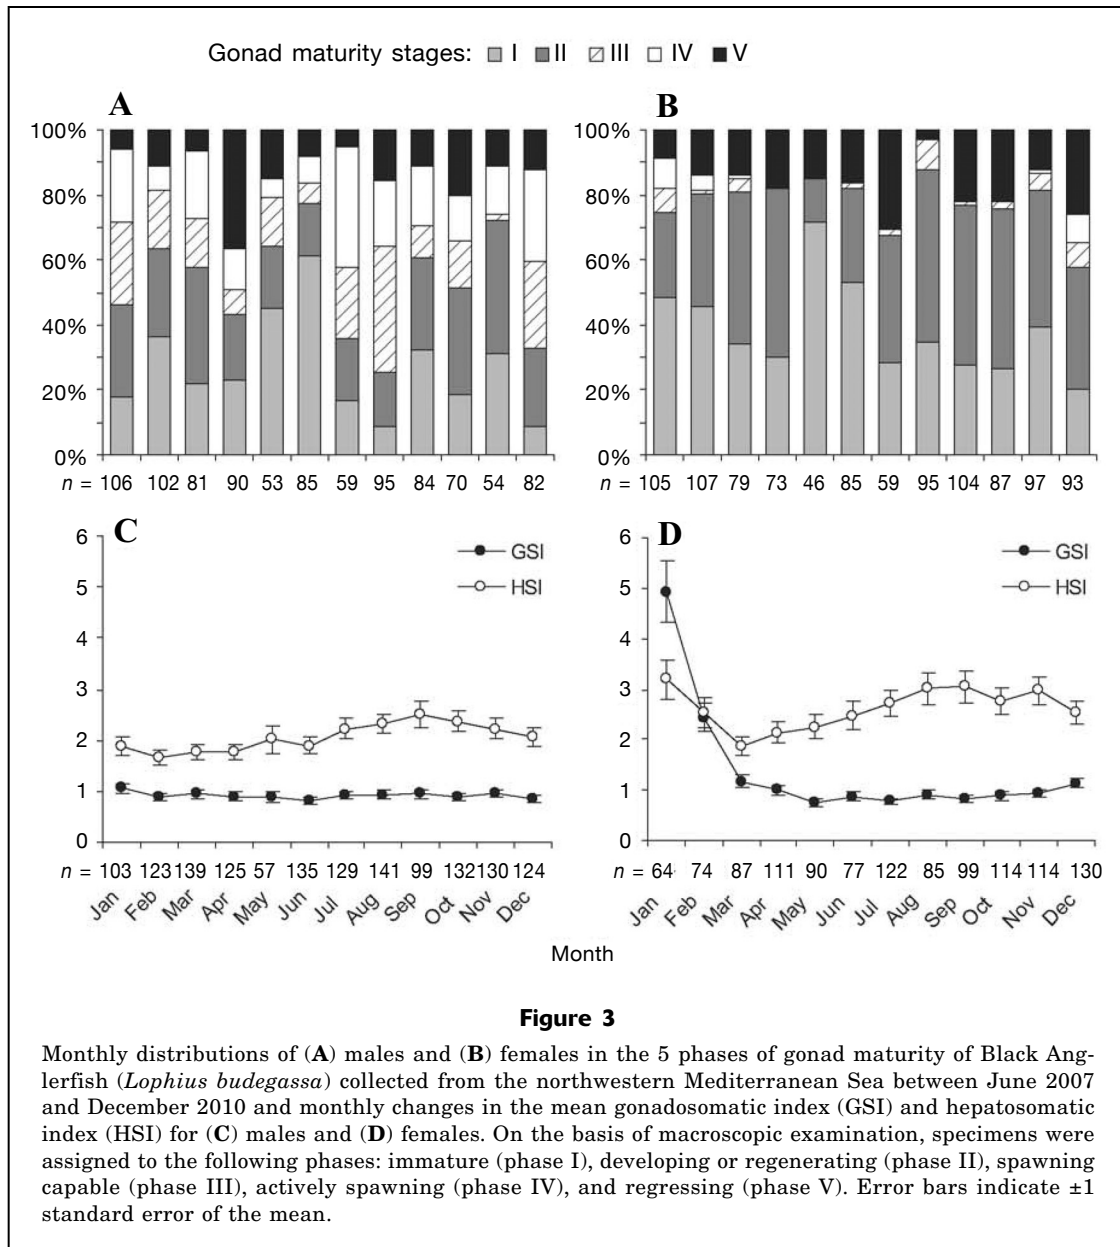 Gonad maturity stages: I II III IV V
A B
100% 100%
80% 80%
60% 60%
40% 40%
20% 20%
0% 0%
n = 106 102 81 90 53 85 59 95 84 70 54 82
n = 105 107 79 73 46 85 59 95 104 87 97 93
C
6
5
4
3
2
1
0
GSI
HSI
n = 103 123 139 125 57 135 129 141 99 132 130 124
Jan Feb Mar Apr May Jun Jul Aug Sep Oct Nov Dec
D
6
5
4
3
2
1
0
GSI
HSI
n = 64 74 87 111 90 77 122 85 99 114 114 130
Jan Feb Mar Apr May Jun Jul Aug Sep Oct Nov Dec
Month
Figure 3
Monthly distributions of (A) males and (B) females in the 5 phases of gonad maturity of Black Ang-
lerfish (Lophius budegassa) collected from the northwestern Mediterranean Sea between June 2007
and December 2010 and monthly changes in the mean gonadosomatic index (GSI) and hepatosomatic
index (HSI) for (C) males and (D) females. On the basis of macroscopic examination, specimens were
assigned to the following phases: immature (phase I), developing or regenerating (phase II), spawning
capable (phase III), actively spawning (phase IV), and regressing (phase V). Error bars indicate ±1
standard error of the mean.